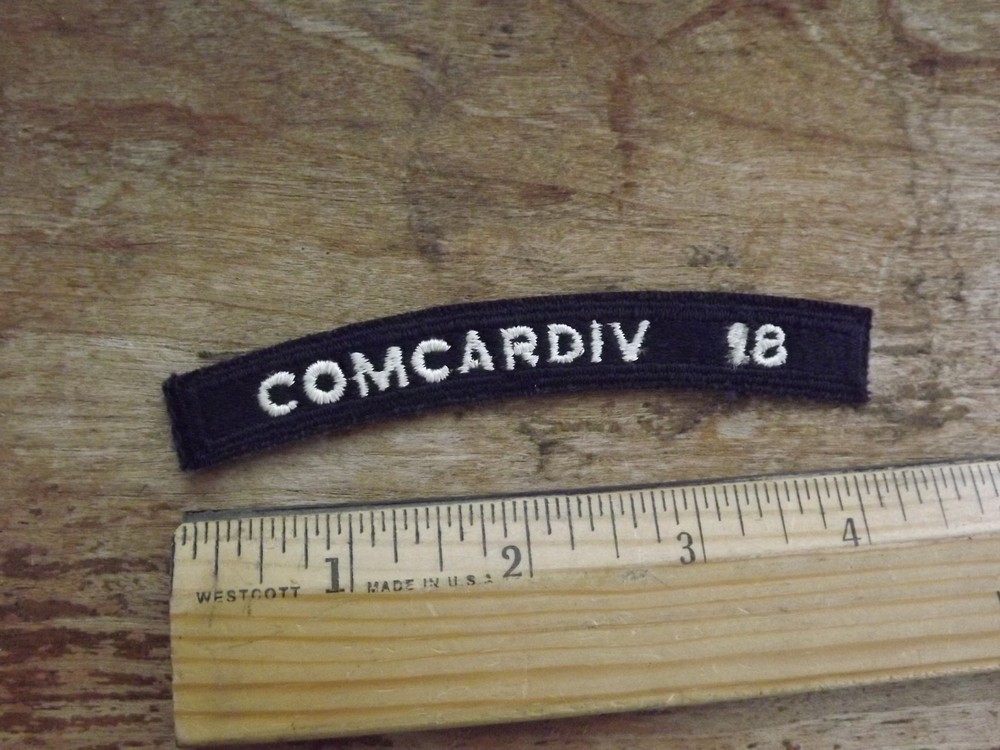 COMCARDIV 18
1 2 3 4
WESTCOTT MADE IN U.S.A